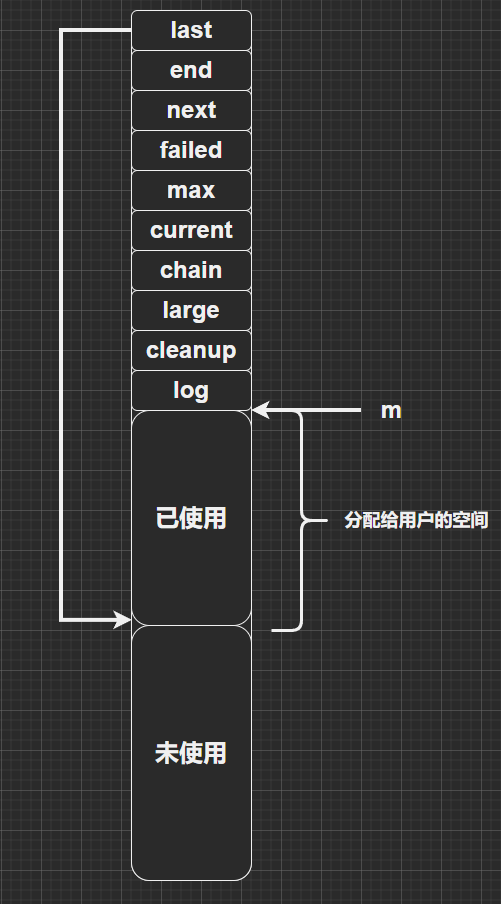 last
end
next
failed
max
current
chain
large
cleanup
log
m
已使用
分配给用户的空间
未使用